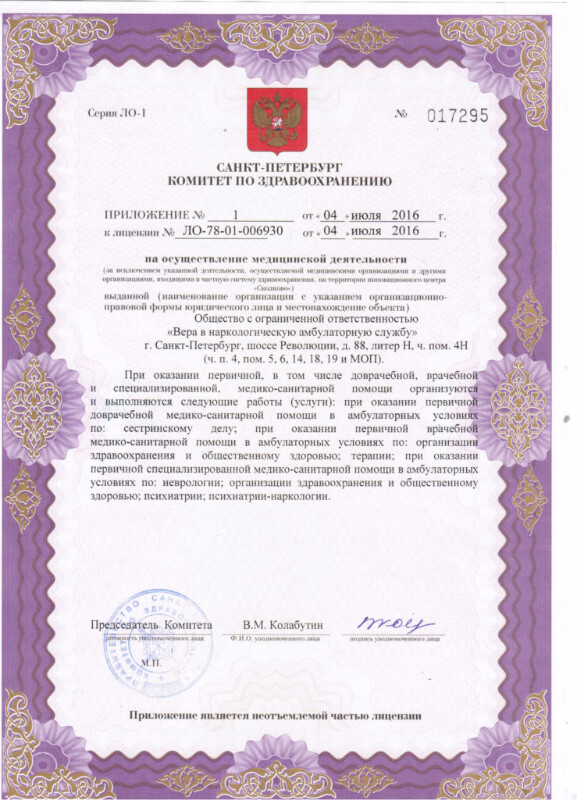 Серия ЛО-1 № 017295
САНКТ-ПЕТЕРБУРГ
КОМИТЕТ ПО ЗДРАВООХРАНЕНИЮ
ПРИЛОЖЕНИЕ № 1 от « 04 » июля 2016 г.
к лицензии № ЛО-78-01-006930 от « 04 » июля 2016 г.
на осуществление медицинской деятельности
(за исключением указанной деятельности, осуществляемой медицинскими организациями и другими
организациями, входящими в частную систему здравоохранения, на территории инновационного центра
«Сколково»)
выданной (наименование организации с указанием организационно-
правовой формы юридического лица и местонахождение объекта)
Общество с ограниченной ответственностью
«Вера в наркологическую амбулаторную службу»
г. Санкт-Петербург, шоссе Революции, д. 88, литер Н, ч. пом. 4Н
(ч. п. 4, пом. 5, 6, 14, 18, 19 и МОП).
При оказании первичной, в том числе доврачебной, врачебной
и специализированной, медико-санитарной помощи организуются
и выполняются следующие работы (услуги): при оказании первичной
доврачебной медико-санитарной помощи в амбулаторных условиях
по: сестринскому делу; при оказании первичной врачебной
медико-санитарной помощи в амбулаторных условиях по: организации
здравоохранения и общественному здоровью; терапии; при оказании
первичной специализированной медико-санитарной помощи в амбулаторных
условиях по: неврологии; организации здравоохранения и общественному
здоровью; психиатрии; психиатрии-наркологии.
Председатель Комитета В.М. Колабутин
должность уполномоченного лица Ф.И.О. уполномоченного лица подпись уполномоченного лица
М.П.
Приложение является неотъемлемой частью лицензии